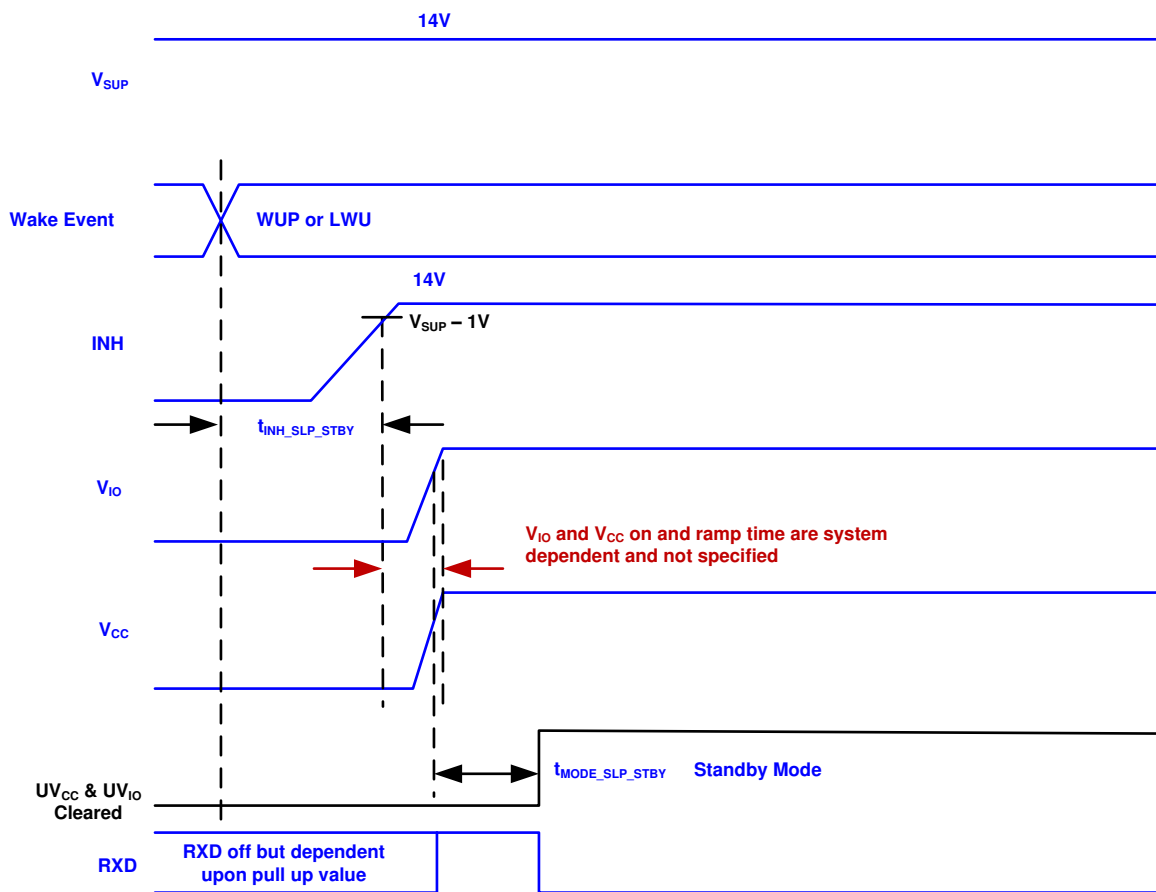 14V
VSUP
Wake Event
WUP or LWU
14V
VSUP – 1V
INH
tINH_SLP_STBY
VIO
VIO and VCC on and ramp time are system
dependent and not specified
VCC
tMODE_SLP_STBY
Standby Mode
UVCC & UVIO
Cleared
RXD
RXD off but dependent
upon pull up value